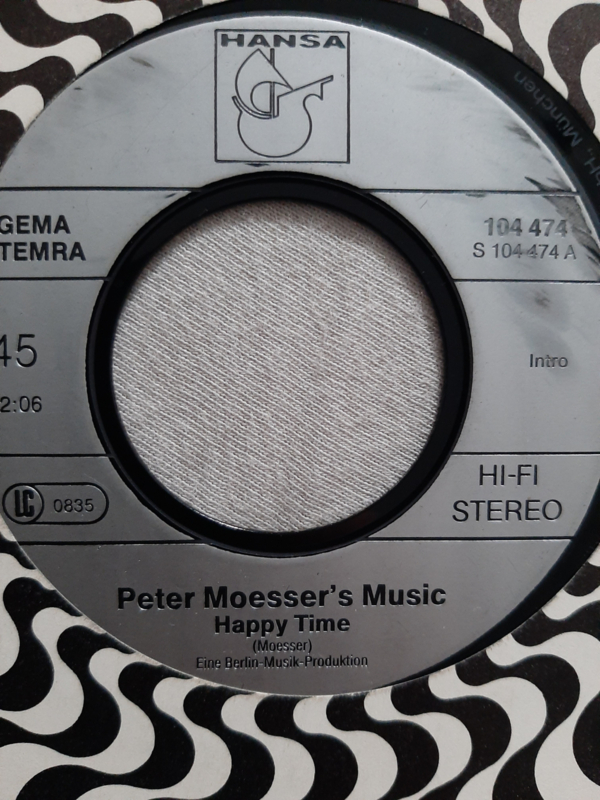 HANSA
GEMA
TEMRA
104 474
S 104 474 A
45
2:06
Intro
LC 0835
HI-FI
STEREO
Peter Moesser's Music
Happy Time
(Moesser)
Eine Berlin-Musik-Produktion
München